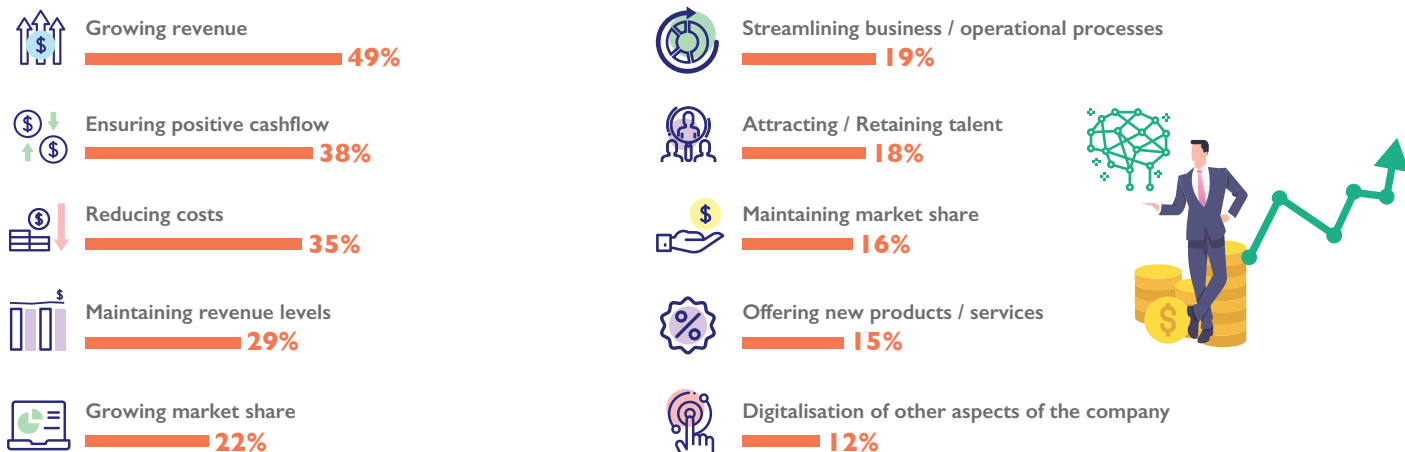 Growing revenue
49%
Ensuring positive cashflow
38%
Reducing costs
35%
Maintaining revenue levels
29%
Growing market share
22%
Streamlining business / operational processes
19%
Attracting / Retaining talent
18%
Maintaining market share
16%
Offering new products / services
15%
Digitalisation of other aspects of the company
12%